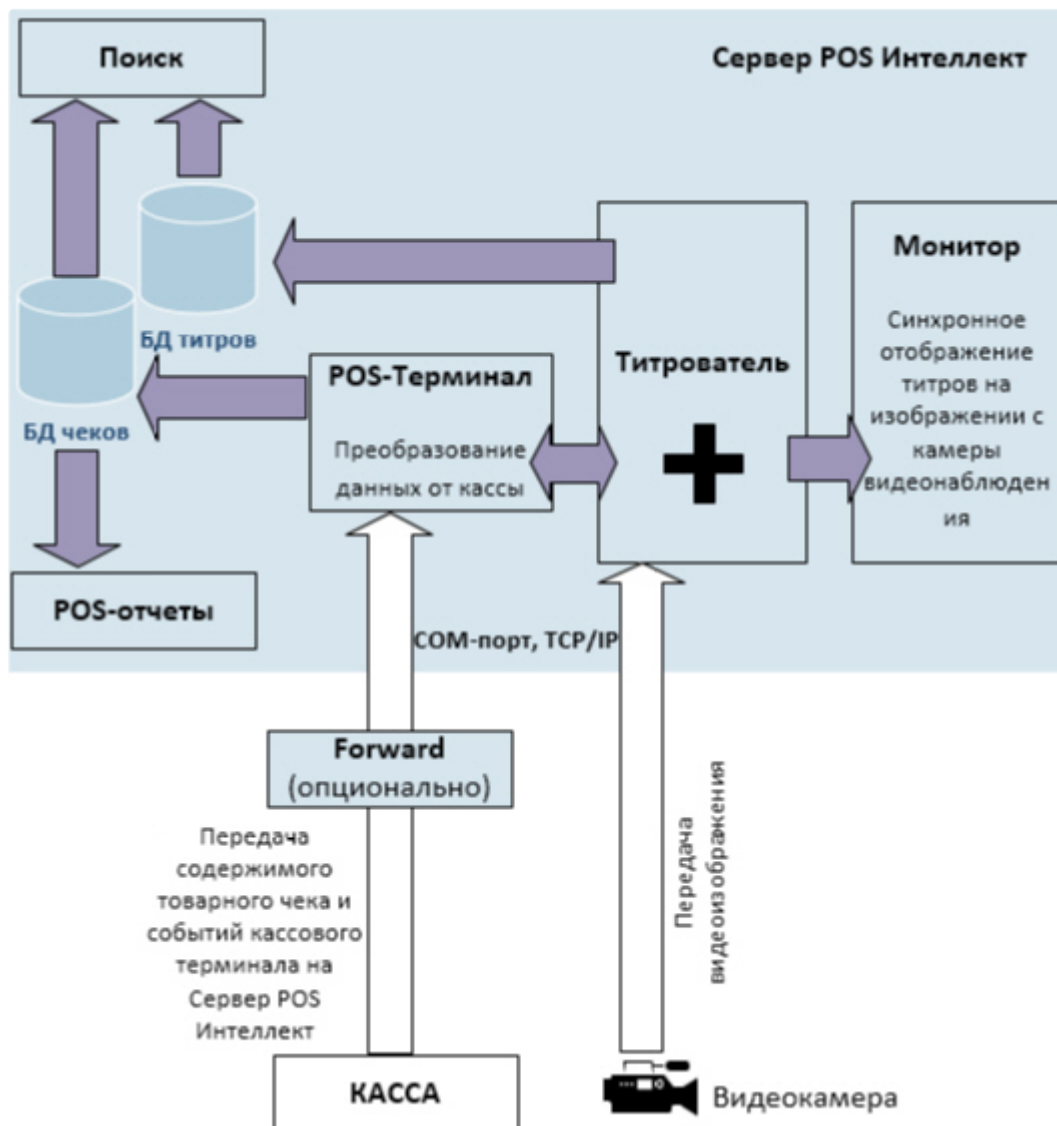 Поиск
Сервер POS Интеллект
БД титров
БД чеков
POS-Терминал
Преобразование
данных от кассы
Титрователь
Монитор
Синхронное
отображение
титров на
изображении с
камеры
видеонаблюден
ия
POS-отчеты
COM-порт, TCP/IP
Forward
(опционально)
Передача
содержимого
товарного чека и
событий кассового
терминала на
Сервер POS
Интеллект
Передача
видеоизображения
КАССА
Видеокамера